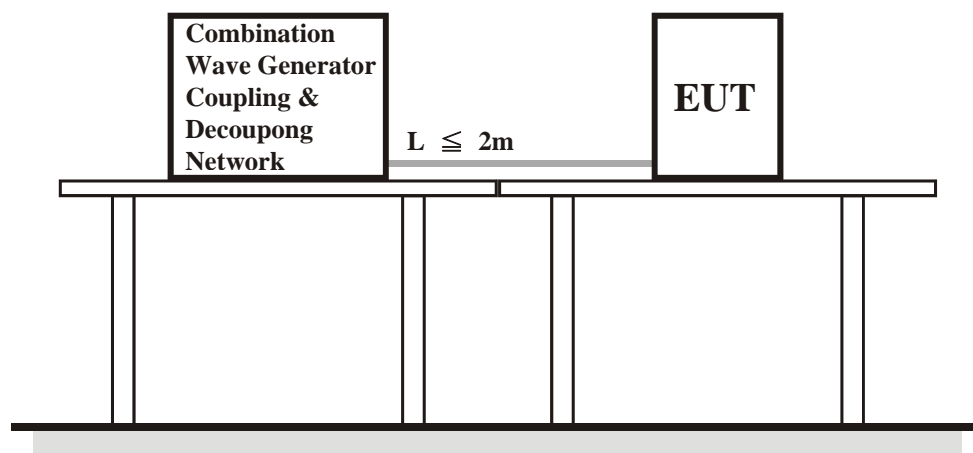 Combination
Wave Generator
Coupling &
Decoupong
Network
L ≦ 2m
EUT